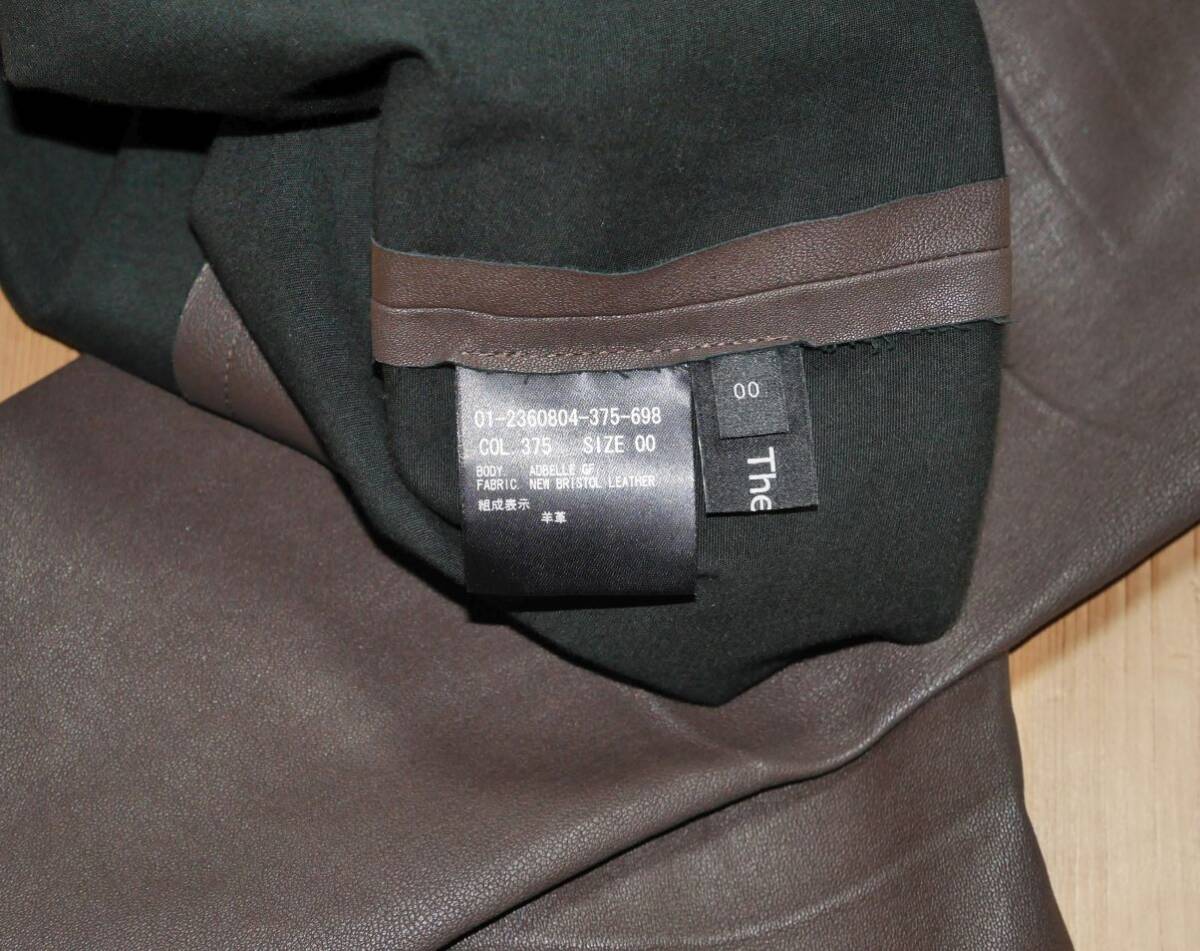 01-2360804-375-698
COL. 375 SIZE 00
BODY. ADBELLE GF
FABRIC. NEW BRISTOL LEATHER
組成表示
羊革
00
The